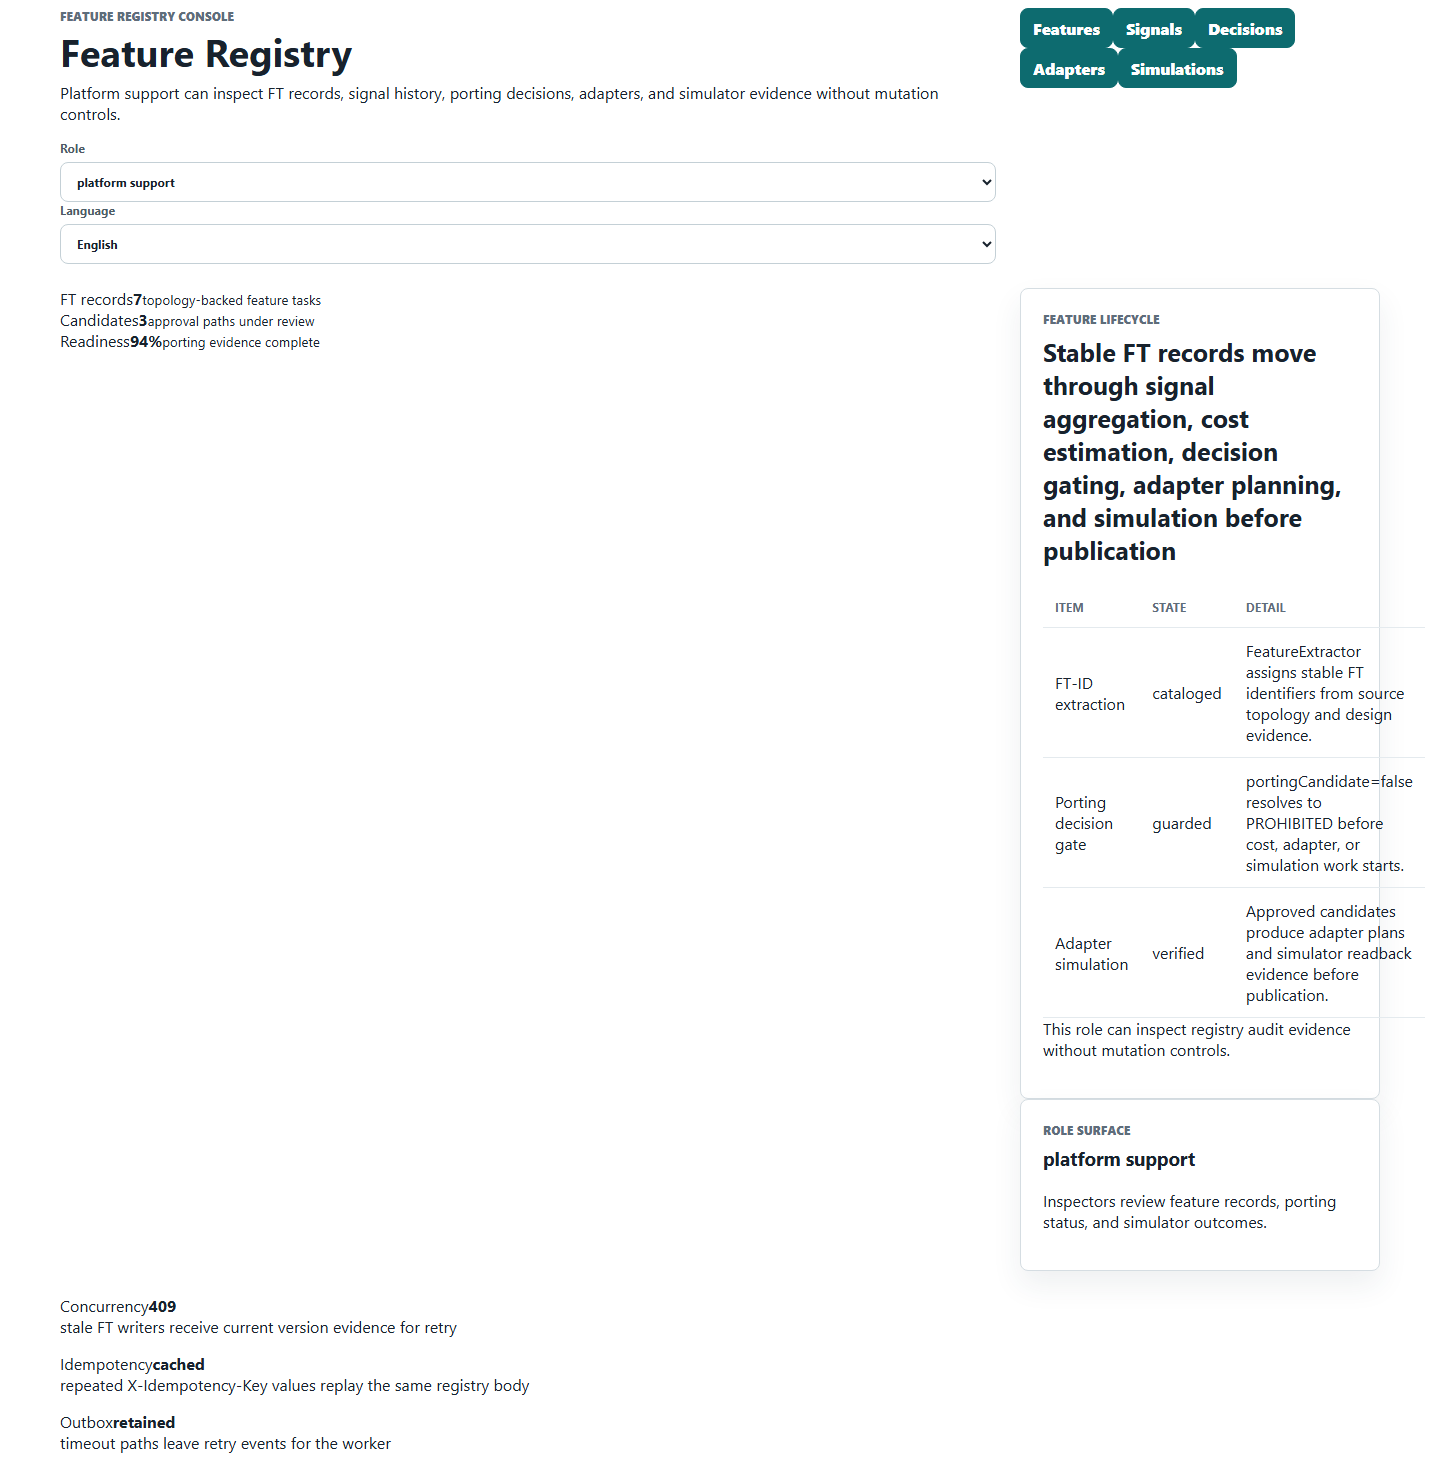 FEATURE REGISTRY CONSOLE
Feature Registry
Platform support can inspect FT records, signal history, porting decisions, adapters, and simulator evidence without mutation
controls.
Role
platform support
Language
English
Features Signals Decisions
Adapters Simulations
FT records7topology-backed feature tasks
Candidates3approval paths under review
Readiness94%porting evidence complete
FEATURE LIFECYCLE
Stable FT records move
through signal
aggregation, cost
estimation, decision
gating, adapter planning,
and simulation before
publication
ITEM STATE DETAIL
FT-ID
extraction
cataloged
FeatureExtractor
assigns stable FT
identifiers from source
topology and design
evidence.
Porting
decision
gate
guarded
portingCandidate=false
resolves to
PROHIBITED before
cost, adapter, or
simulation work starts.
Adapter
simulation
verified
Approved candidates
produce adapter plans
and simulator readback
evidence before
publication.
This role can inspect registry audit evidence
without mutation controls.
ROLE SURFACE
platform support
Inspectors review feature records, porting
status, and simulator outcomes.
Concurrency409
stale FT writers receive current version evidence for retry
Idempotencycached
repeated X-Idempotency-Key values replay the same registry body
Outboxretained
timeout paths leave retry events for the worker